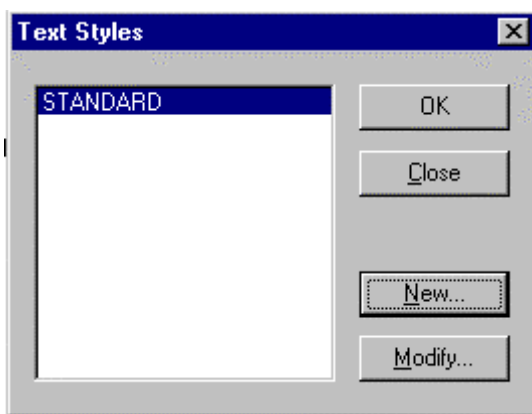 Text Styles
STANDARD
OK
Close
New...
Modify...